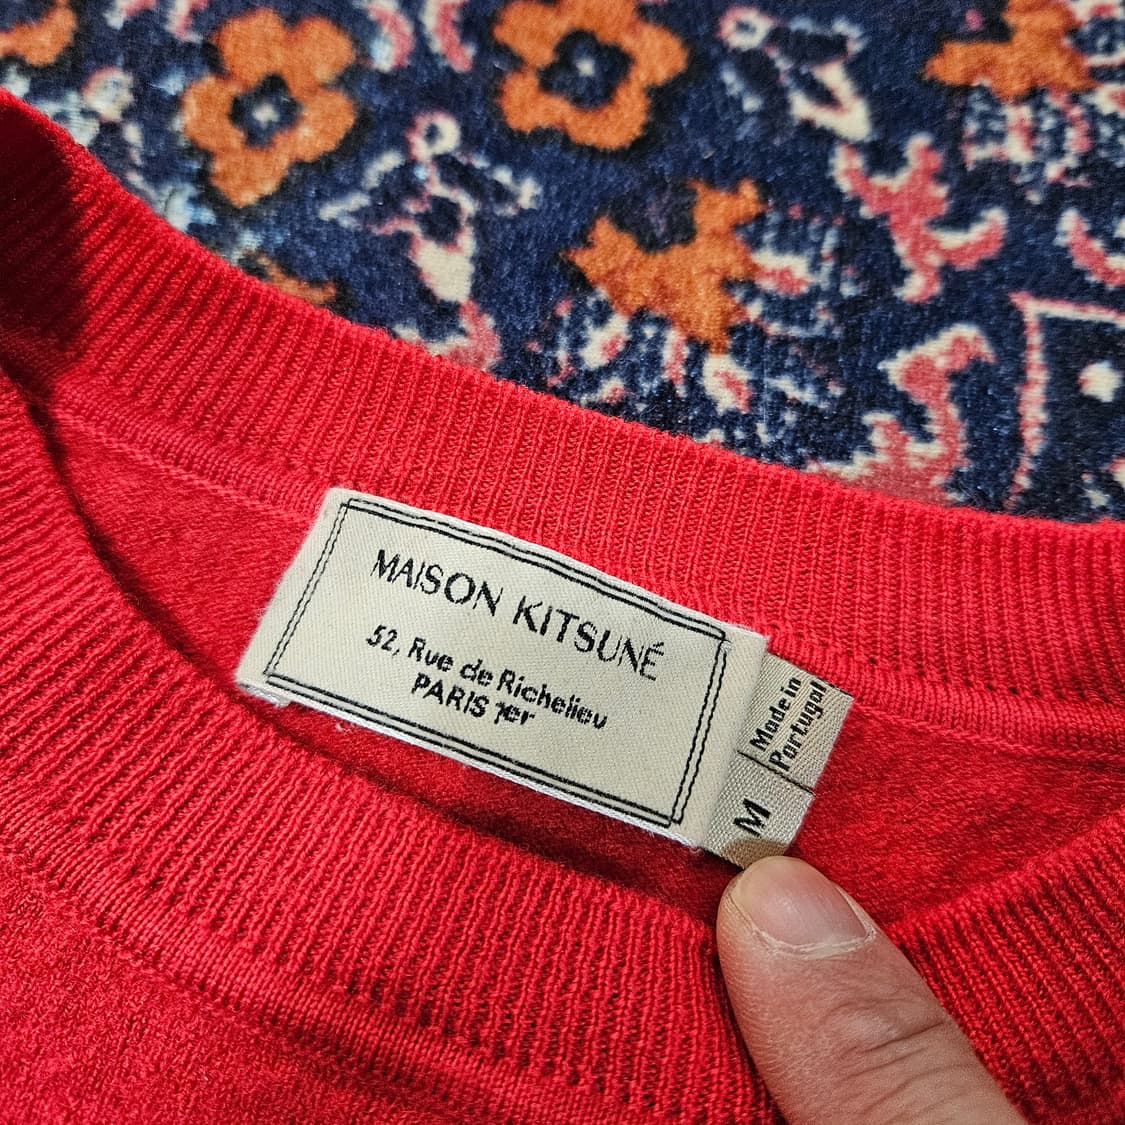 MAISON KITSUNÉ
52, Rue de Richelieu
PARIS 1er
Made in
Portugal
M